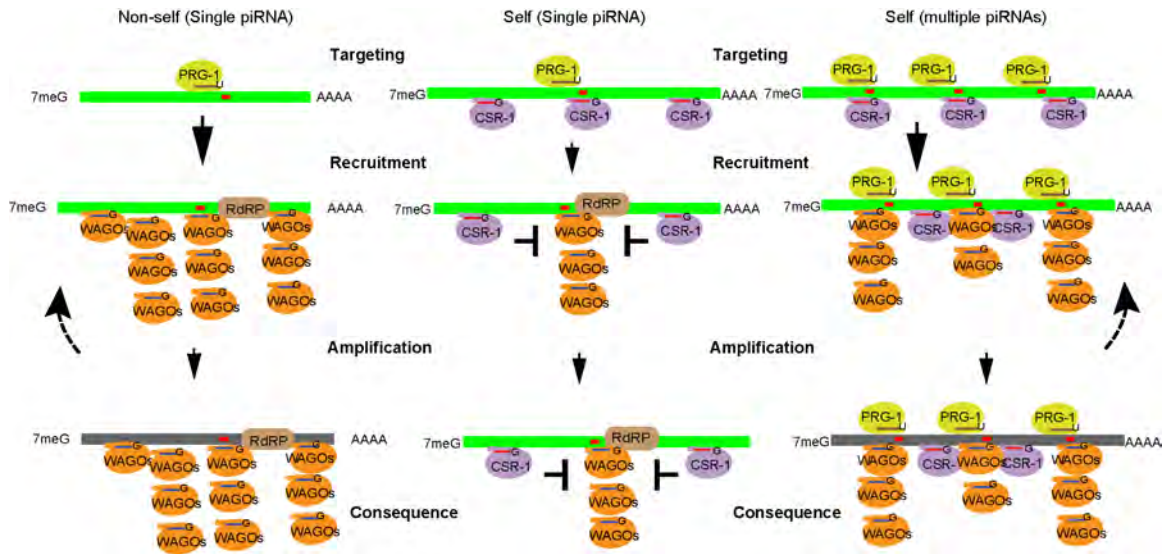 Non-self (Single piRNA)
Self (Single piRNA)
Self (multiple piRNAs)
Targeting
Targeting
PRG-1
U
7meG
AAAA
PRG-1
U
7meG
AAAA
G
CSR-1
G
CSR-1
G
CSR-1
PRG-1
U
PRG-1
U
PRG-1
U
7meG
AAAA
G
CSR-1
G
CSR-1
G
CSR-1
Recruitment
Recruitment
7meG
RdRP
AAAA
G
WAGOs
G
WAGOs
G
WAGOs
G
WAGOs
G
WAGOs
G
WAGOs
G
WAGOs
G
WAGOs
G
WAGOs
7meG
RdRP
AAAA
G
CSR-1
G
WAGOs
G
CSR-1
G
WAGOs
G
WAGOs
PRG-1
U
PRG-1
U
PRG-1
U
7meG
AAAA
G
WAGOs
G
CSR-
G
WAGOs
G
CSR-1
G
WAGOs
G
WAGOs
G
WAGOs
G
WAGOs
G
WAGOs
G
WAGOs
Amplification
Amplification
7meG
RdRP
AAAA
G
WAGOs
G
WAGOs
G
WAGOs
G
WAGOs
G
WAGOs
G
WAGOs
G
WAGOs
G
WAGOs
G
WAGOs
G
WAGOs
7meG
RdRP
AAAA
G
CSR-1
G
WAGOs
G
CSR-1
G
WAGOs
G
WAGOs
PRG-1
U
PRG-1
U
PRG-1
U
7meG
AAAA
G
WAGOs
G
CSR-
G
WAGOs
G
CSR-1
G
WAGOs
G
WAGOs
G
WAGOs
G
WAGOs
G
WAGOs
G
WAGOs
Consequence
Consequence